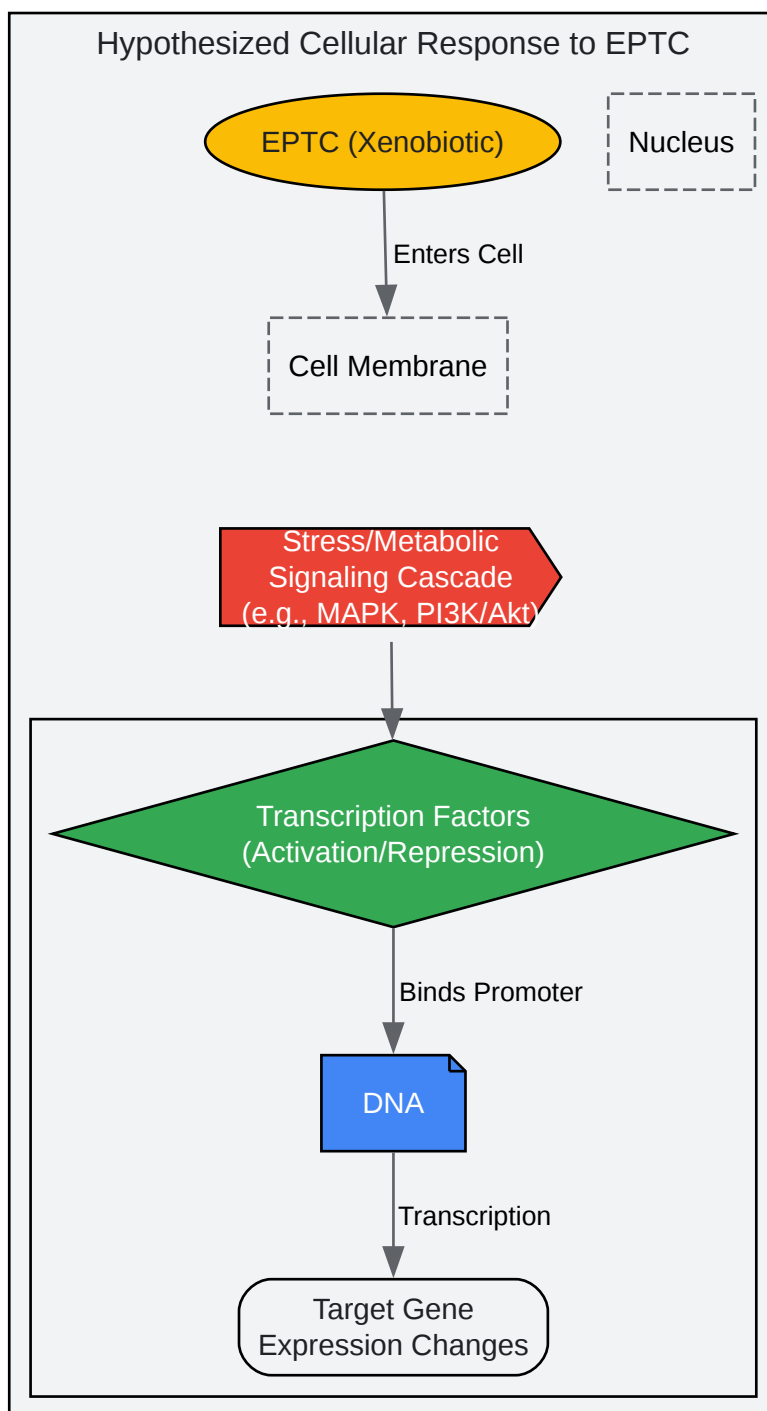 Hypothesized Cellular Response to EPTC
EPTC (Xenobiotic)
Nucleus
Enters Cell
Cell Membrane
Stress/Metabolic
Signaling Cascade
(e.g., MAPK, PI3K/Akt)
Transcription Factors
(Activation/Repression)
Binds Promoter
DNA
Transcription
Target Gene
Expression Changes